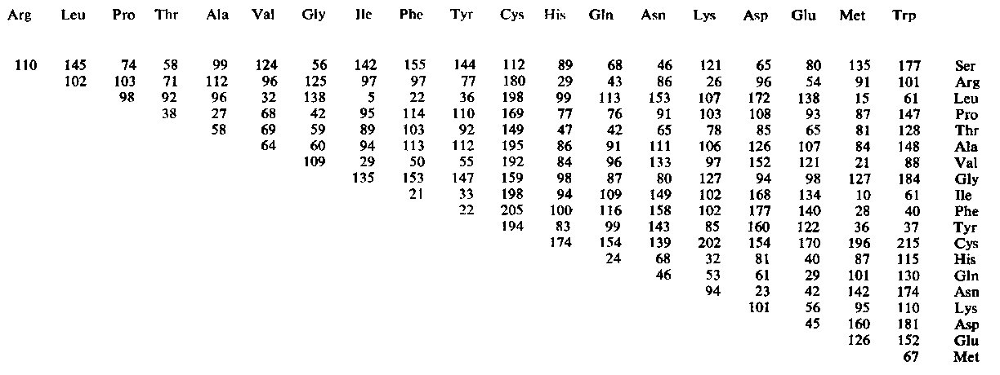 Arg Leu Pro Thr Ala Val Gly Ile Phe Tyr Cys His Gln Asn Lys Asp Glu Met Trp
110 145 74 58 99 124 56 142 155 144 112 89 68 46 121 65 80 135 177 Ser
102 103 71 112 96 125 97 97 77 180 29 43 86 26 96 54 91 101 Arg
98 92 96 32 138 5 22 36 198 99 113 153 107 172 138 15 61 Leu
38 27 68 42 95 114 110 169 77 76 91 103 108 93 87 147 Pro
58 69 59 89 103 92 149 47 42 65 78 85 65 81 128 Thr
64 60 94 113 112 195 86 91 111 106 126 107 84 148 Ala
109 29 50 55 192 84 96 133 97 152 121 21 88 Val
135 153 147 159 98 87 80 127 94 98 127 184 Gly
21 33 198 94 109 149 102 168 134 10 61 Ile
22 205 100 116 158 102 177 140 28 40 Phe
194 83 99 143 85 160 122 36 37 Tyr
174 154 139 202 154 170 196 215 Cys
24 68 32 81 40 87 115 His
46 53 61 29 101 130 Gln
94 23 42 142 174 Asn
101 56 95 110 Lys
45 160 181 Asp
126 152 Glu
67 Met